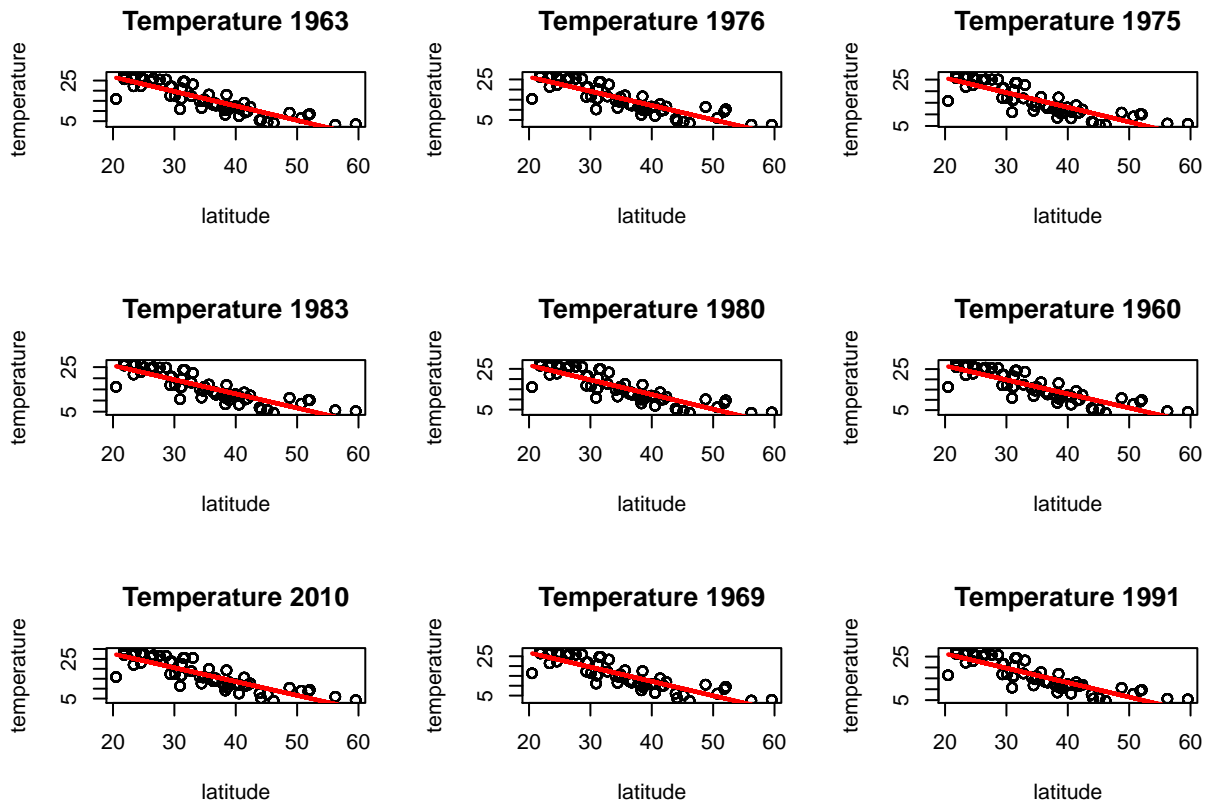 Temperature 1963
temperature
25
5
20 30 40 50 60
latitude
Temperature 1976
temperature
25
5
20 30 40 50 60
latitude
Temperature 1975
temperature
25
5
20 30 40 50 60
latitude
Temperature 1983
temperature
25
5
20 30 40 50 60
latitude
Temperature 1980
temperature
25
5
20 30 40 50 60
latitude
Temperature 1960
temperature
25
5
20 30 40 50 60
latitude
Temperature 2010
temperature
25
5
20 30 40 50 60
latitude
Temperature 1969
temperature
25
5
20 30 40 50 60
latitude
Temperature 1991
temperature
25
5
20 30 40 50 60
latitude